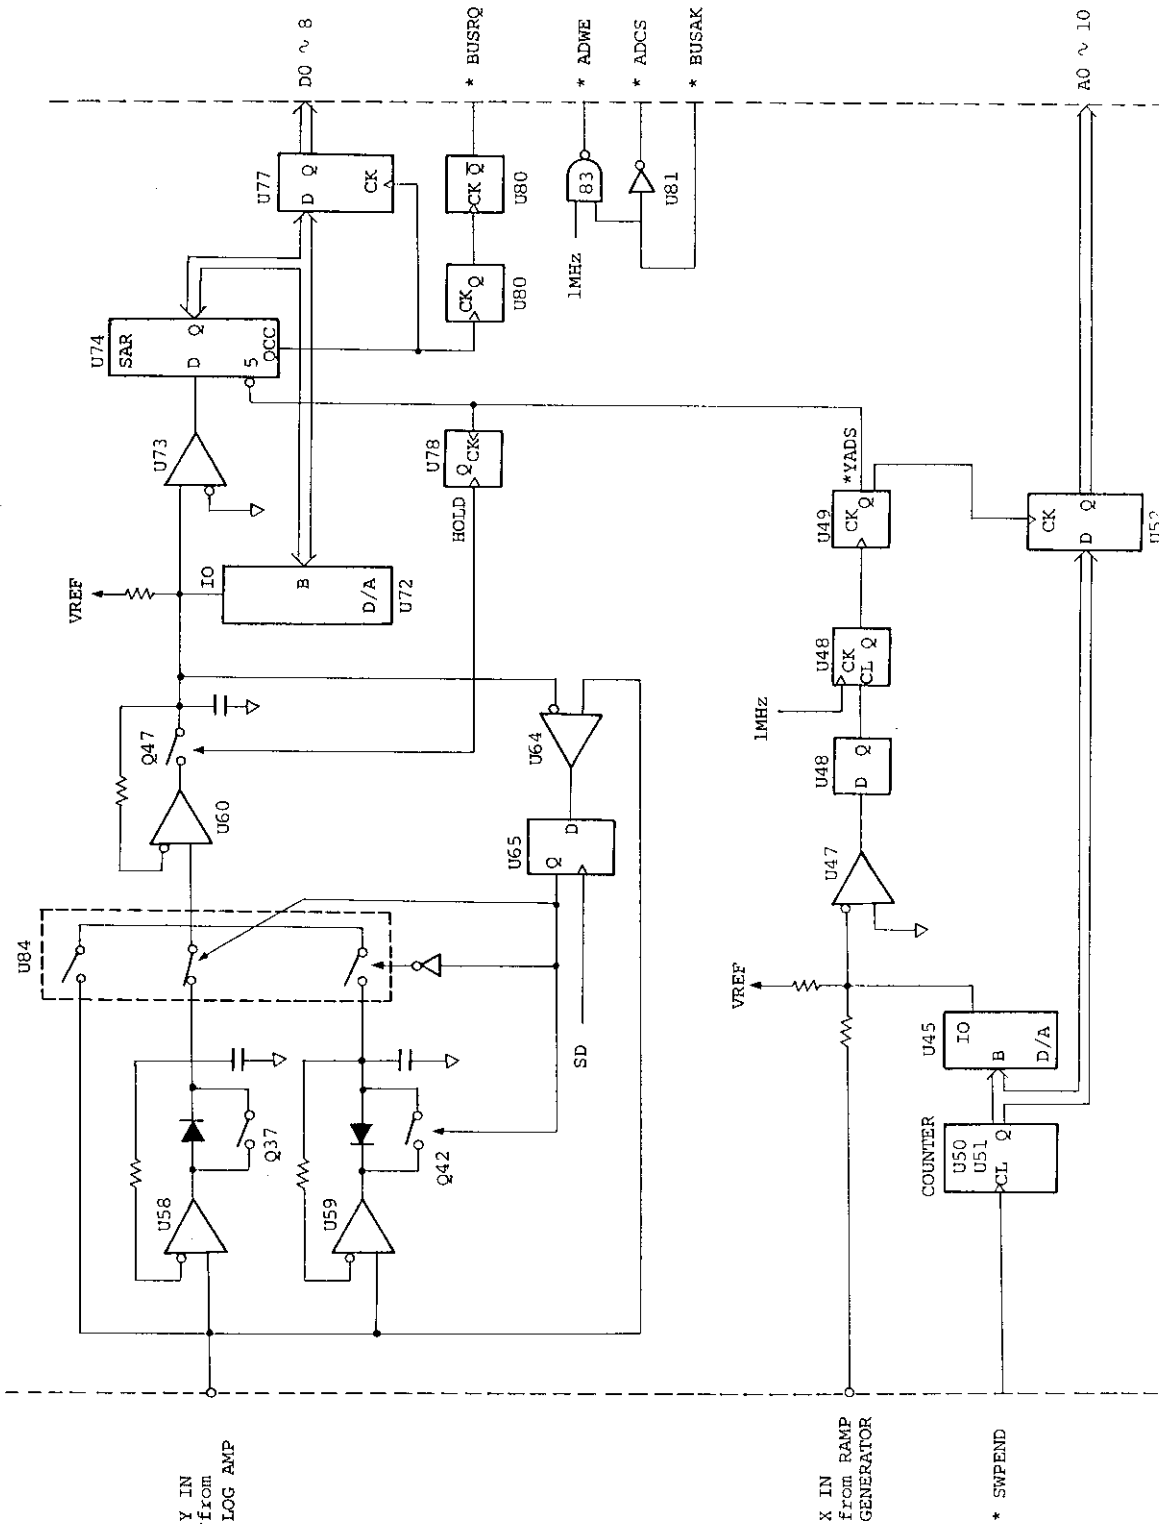 U84
U58
Q37
U59
Q42
SD
U60
Q47
U65
Q
D
U64
VREF
IO
B
D/A
U72
HOLD
U78
Q
CK
U73
U74
SAR
D
Q
5
QCC
U77
D
Q
CK
D0 ~ 8
U80
CK
Q
U80
CK
Q
* BUSRQ
1MHz
83
* ADWE
U81
* ADCS
* BUSAK
Y IN
from
LOG AMP
X IN
from RAMP
GENERATOR
* SWPEND
COUNTER
U50
U51
CL
Q
U45
IO
B
D/A
VREF
U47
U48
D
Q
1MHz
U48
CK
CL
Q
U49
CK
Q
*YADS
CK
D
Q
A0 ~ 10